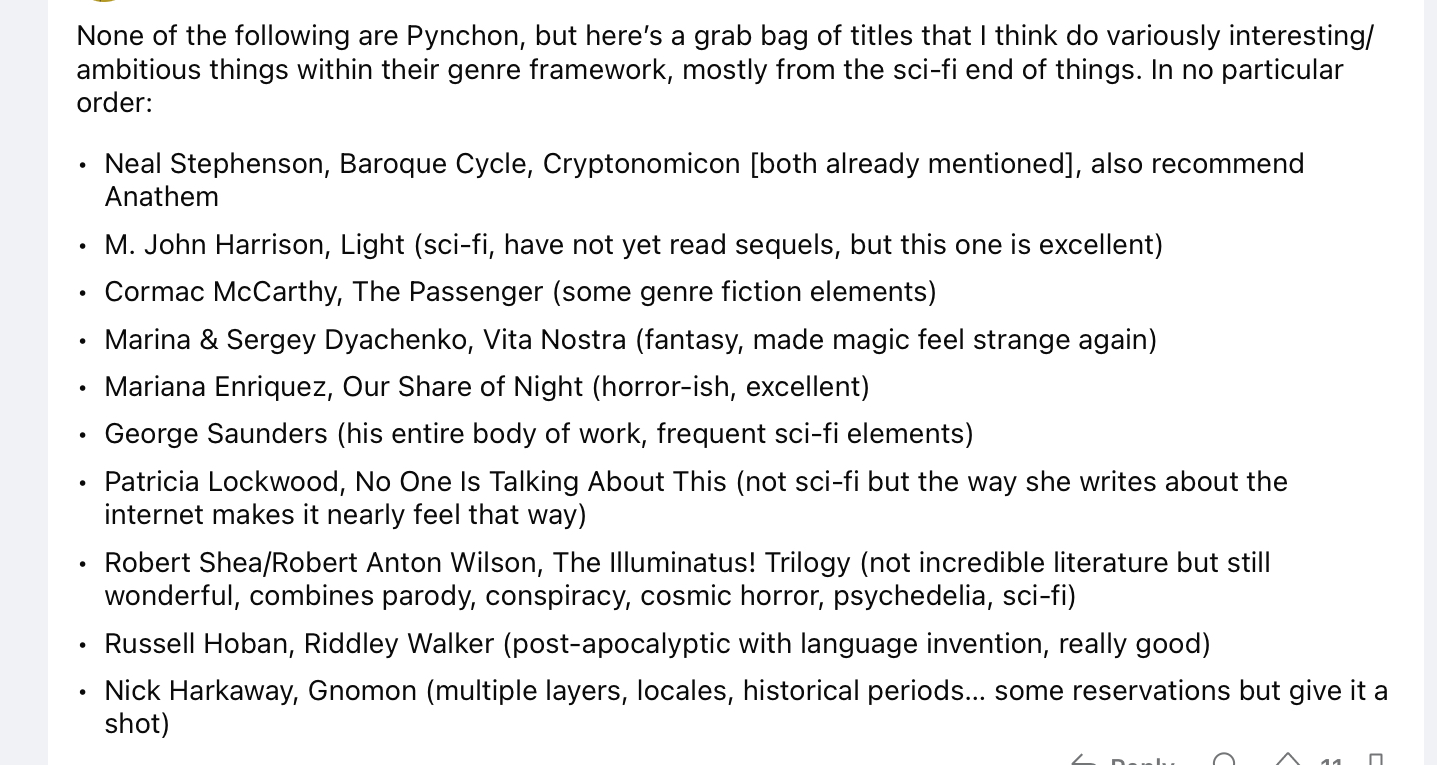 None of the following are Pynchon, but here’s a grab bag of titles that I think do variously interesting/
ambitious things within their genre framework, mostly from the sci-fi end of things. In no particular
order:
• Neal Stephenson, Baroque Cycle, Cryptonomicon [both already mentioned], also recommend
Anathem
• M. John Harrison, Light (sci-fi, have not yet read sequels, but this one is excellent)
• Cormac McCarthy, The Passenger (some genre fiction elements)
• Marina & Sergey Dyachenko, Vita Nostra (fantasy, made magic feel strange again)
• Mariana Enriquez, Our Share of Night (horror-ish, excellent)
• George Saunders (his entire body of work, frequent sci-fi elements)
• Patricia Lockwood, No One Is Talking About This (not sci-fi but the way she writes about the
internet makes it nearly feel that way)
• Robert Shea/Robert Anton Wilson, The Illuminatus! Trilogy (not incredible literature but still
wonderful, combines parody, conspiracy, cosmic horror, psychedelia, sci-fi)
• Russell Hoban, Riddley Walker (post-apocalyptic with language invention, really good)
• Nick Harkaway, Gnomon (multiple layers, locales, historical periods... some reservations but give it a
shot)
Reply 11